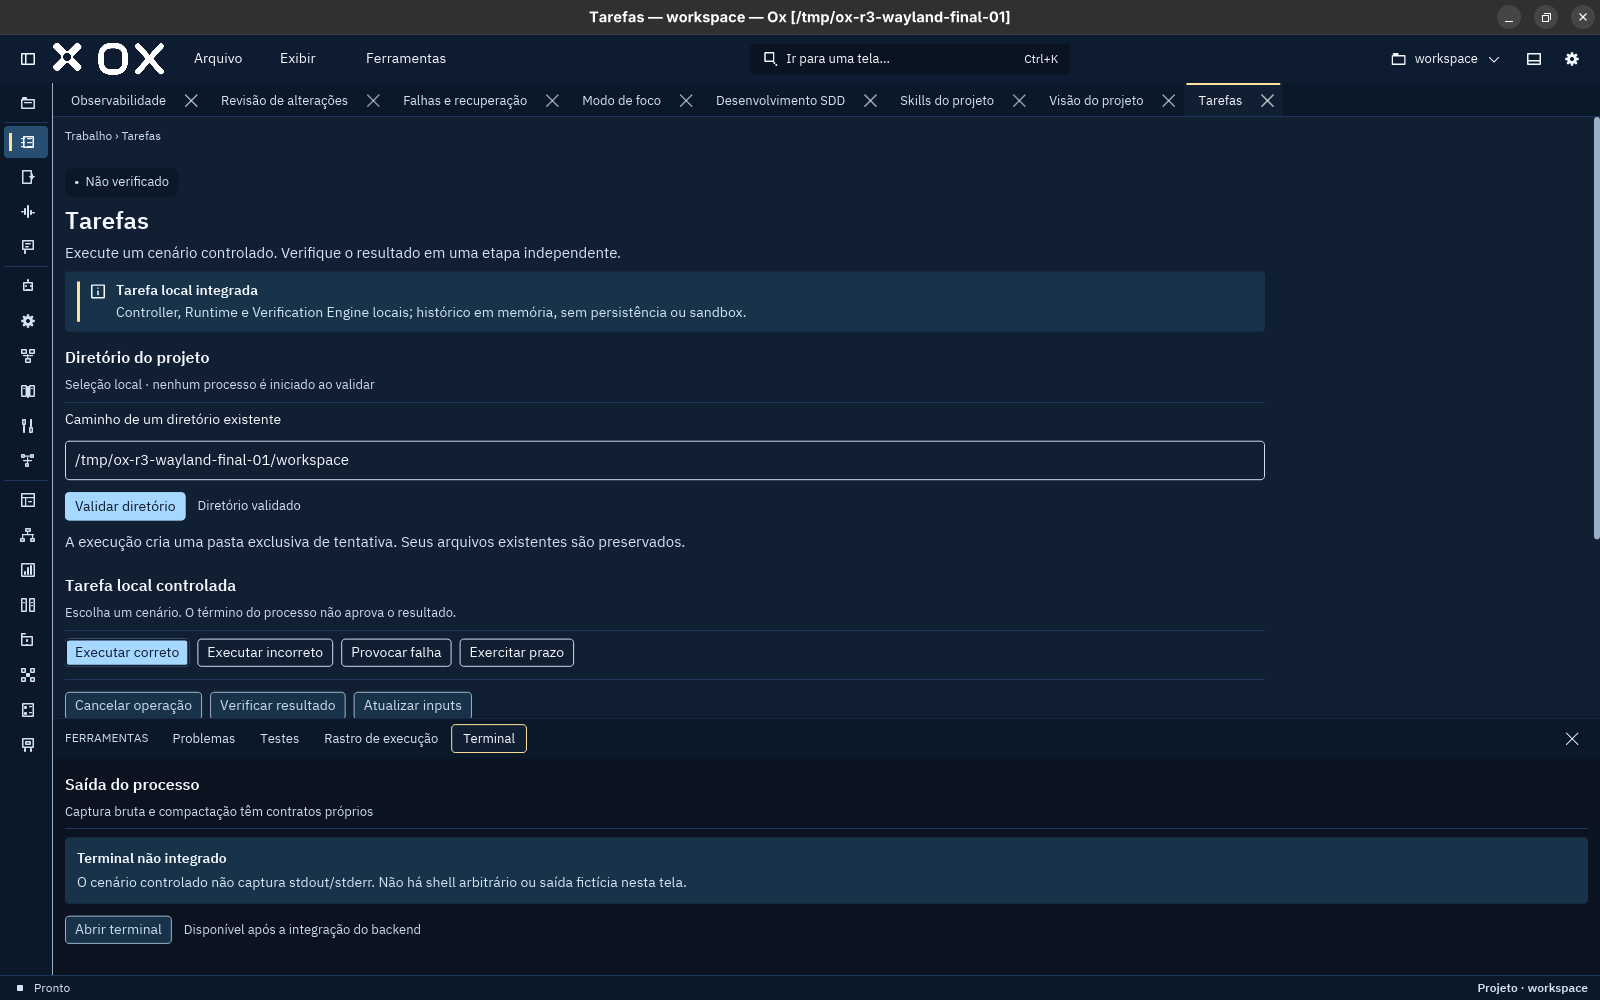 Tarefas — workspace — Ox [/tmp/ox-r3-wayland-final-01]
OX
Arquivo Exibir Ferramentas
Ir para uma tela... Ctrl+K
workspace
Observabilidade Revisão de alterações Falhas e recuperação Modo de foco Desenvolvimento SDD Skills do projeto Visão do projeto Tarefas
Trabalho › Tarefas
• Não verificado
Tarefas
Execute um cenário controlado. Verifique o resultado em uma etapa independente.
Tarefa local integrada
Controller, Runtime e Verification Engine locais; histórico em memória, sem persistência ou sandbox.
Diretório do projeto
Seleção local · nenhum processo é iniciado ao validar
Caminho de um diretório existente
/tmp/ox-r3-wayland-final-01/workspace
Validar diretório Diretório validado
A execução cria uma pasta exclusiva de tentativa. Seus arquivos existentes são preservados.
Tarefa local controlada
Escolha um cenário. O término do processo não aprova o resultado.
Executar correto Executar incorreto Provocar falha Exercitar prazo
Cancelar operação Verificar resultado Atualizar inputs
FERRAMENTAS Problemas Testes Rastro de execução Terminal
Saída do processo
Captura bruta e compactação têm contratos próprios
Terminal não integrado
O cenário controlado não captura stdout/stderr. Não há shell arbitrário ou saída fictícia nesta tela.
Abrir terminal Disponível após a integração do backend
Pronto
Projeto · workspace